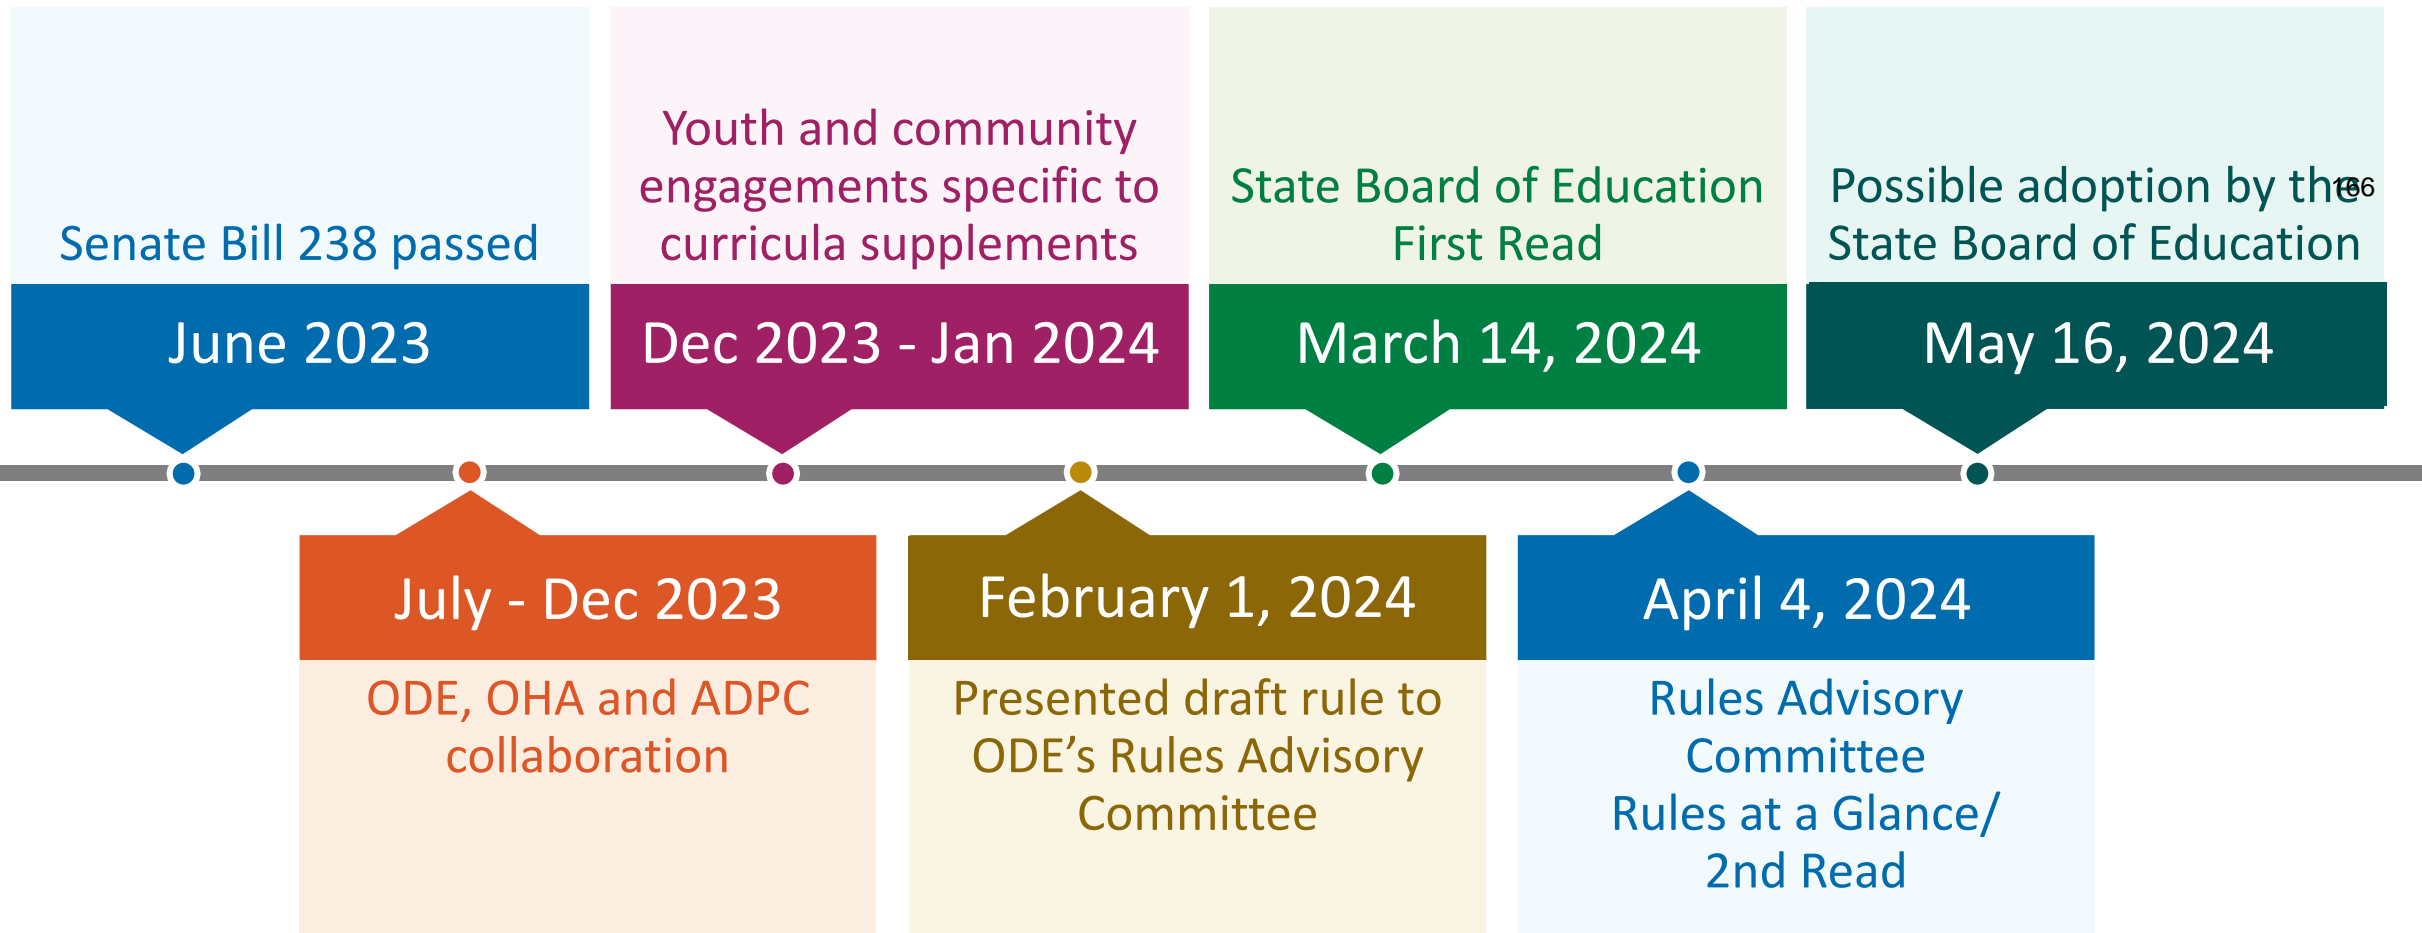 Senate Bill 238 passed
June 2023
July - Dec 2023
ODE, OHA and ADPC
collaboration
Youth and community
engagements specific to
curricula supplements
Dec 2023 - Jan 2024
February 1, 2024
Presented draft rule to
ODE’s Rules Advisory
Committee
State Board of Education
First Read
March 14, 2024
April 4, 2024
Rules Advisory
Committee
Rules at a Glance/
2nd Read
Possible adoption by the
166
State Board of Education
May 16, 2024